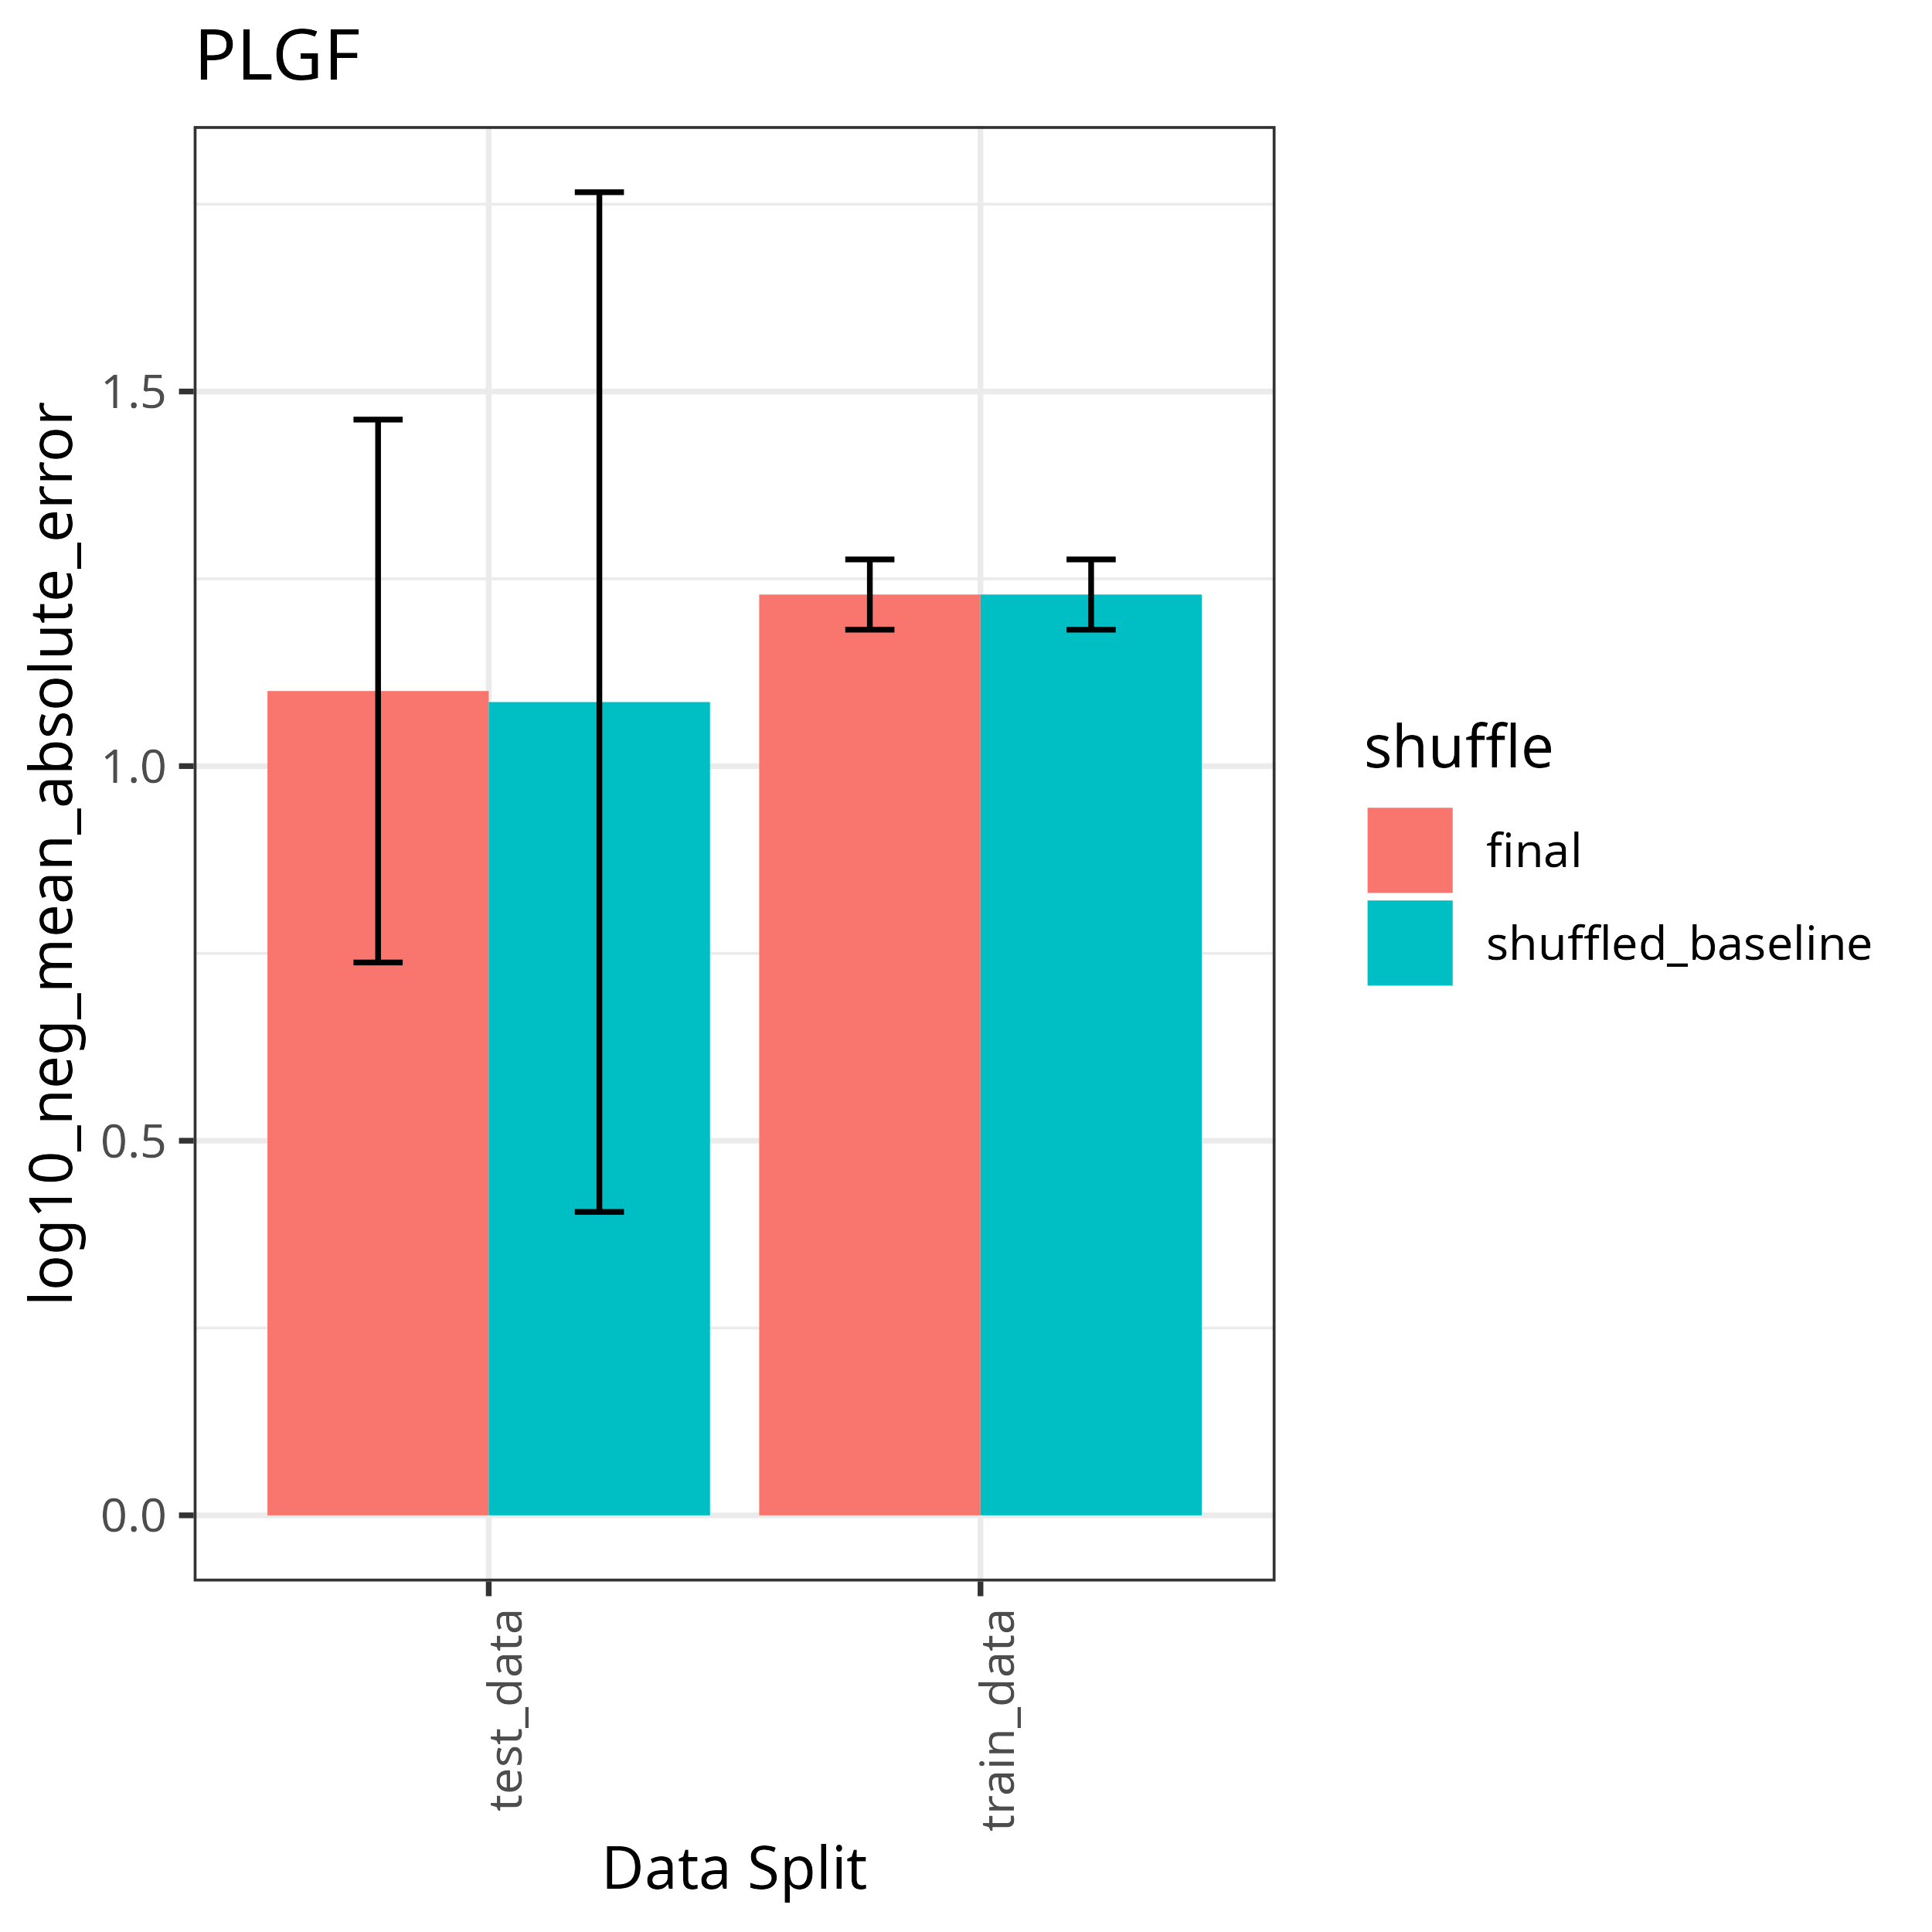 PLGF
log10_neg_mean_absolute_error
1.5
1.0
0.5
0.0
test_data
train_data
Data Split
shuffle
final
shuffled_baseline